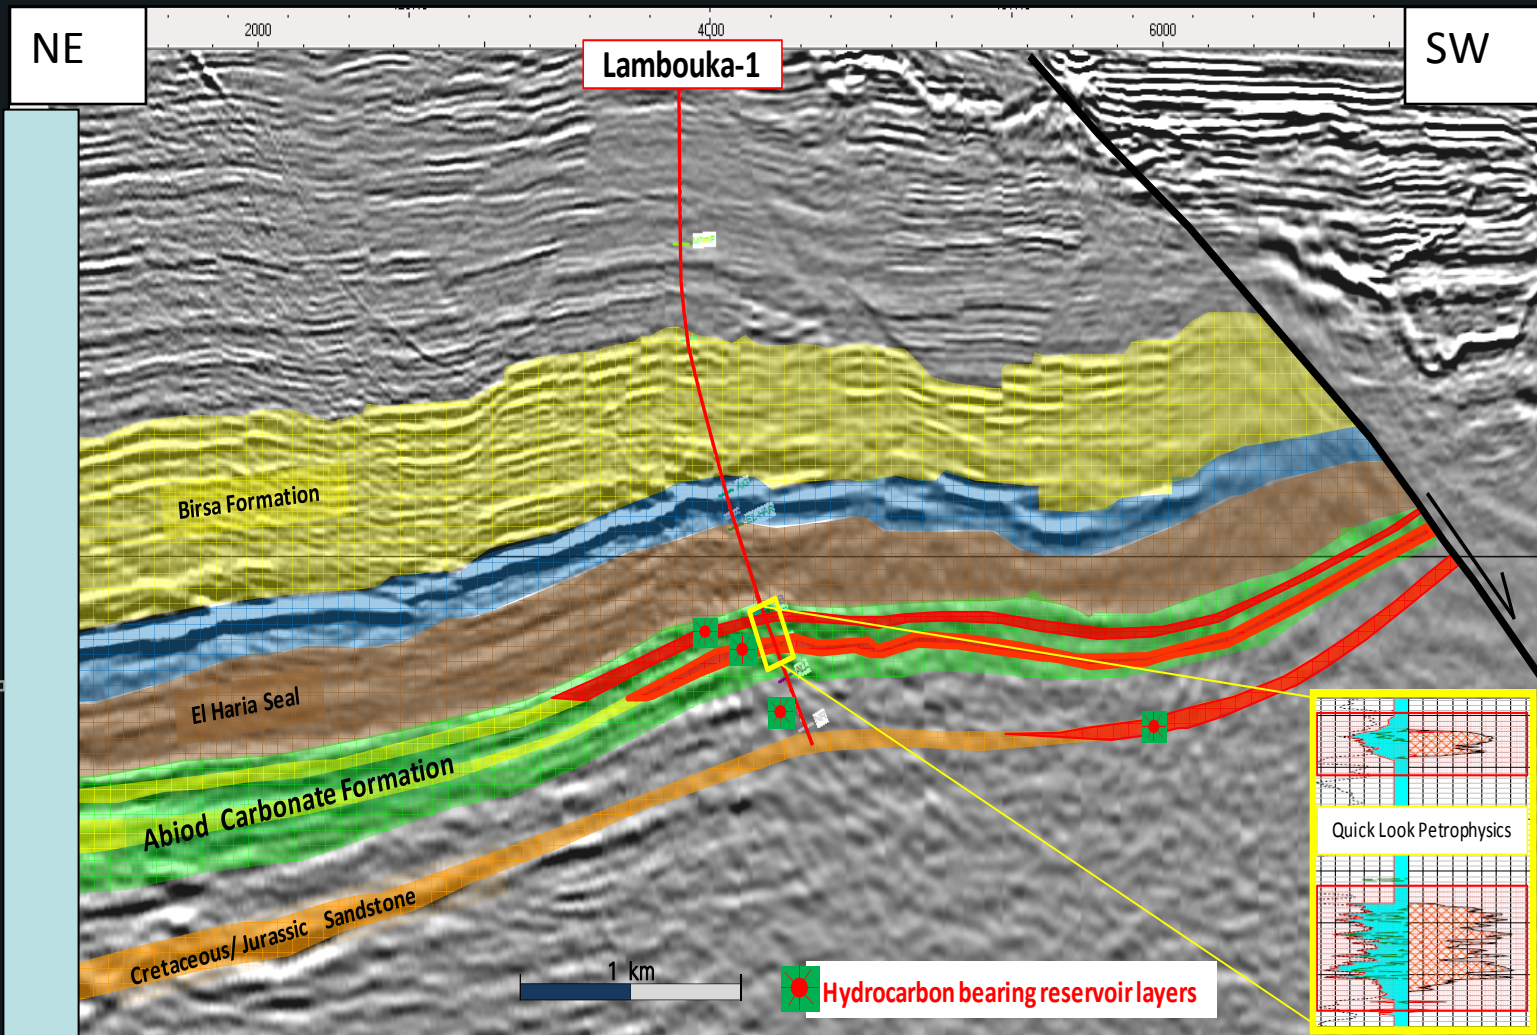 2000
4000
6000
NE
SW
Lambouka-1
Birsa Formation
El Haria Seal
Abiod Carbonate Formation
Cretaceous/ Jurassic Sandstone
Quick Look Petrophysics
1 km
Hydrocarbon bearing reservoir layers